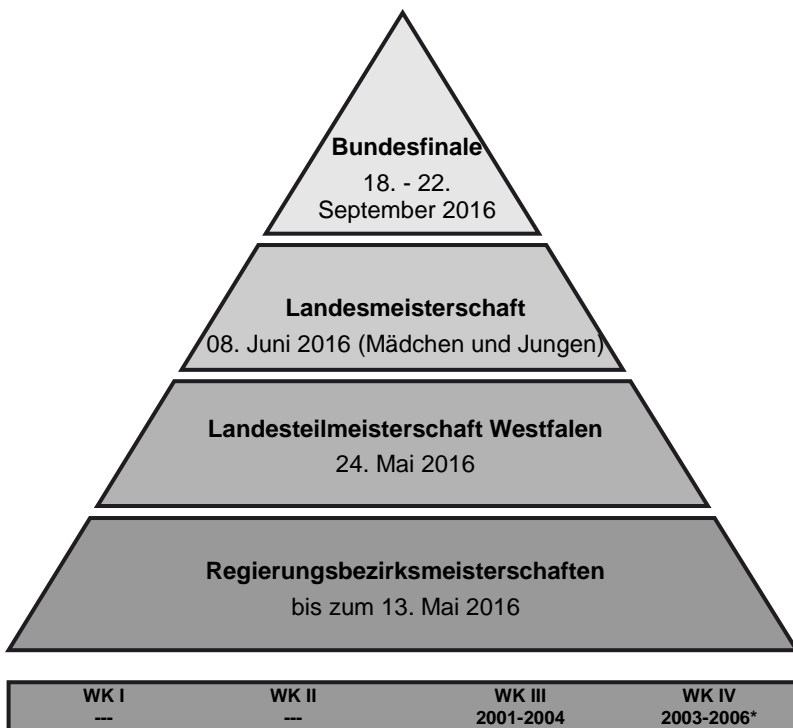 Bundesfinale
18. - 22.
September 2016
Landesmeisterschaft
08. Juni 2016 (Mädchen und Jungen)
Landesteilmeisterschaft Westfalen
24. Mai 2016
Regierungsbezirksmeisterschaften
bis zum 13. Mai 2016
WK I WK II WK III WK IV
--- --- 2001-2004 2003-2006*